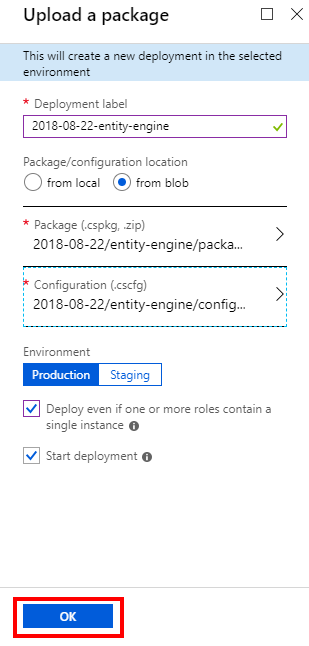 Upload a package
This will create a new deployment in the selected
environment
* Deployment label
2018-08-22-entity-engine
Package/configuration location
from local from blob
* Package (.cspkg, .zip)
2018-08-22/entity-engine/packa...
* Configuration (.cscfg)
2018-08-22/entity-engine/config...
Environment
Production Staging
Deploy even if one or more roles contain a
single instance
Start deployment
OK